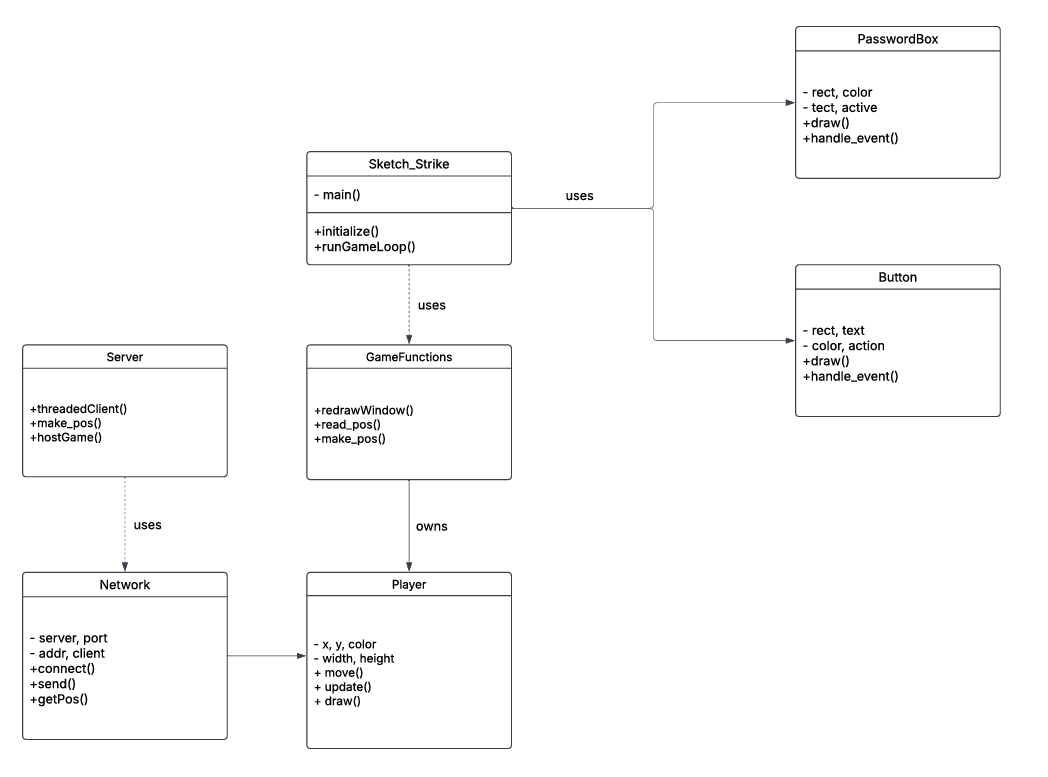 PasswordBox
- rect, color
- tect, active
+draw()
+handle_event()
Sketch_Strike
- main()
+initialize()
+runGameLoop()
uses
Button
- rect, text
- color, action
+draw()
+handle_event()
uses
Server
+threadedClient()
+make_pos()
+hostGame()
GameFunctions
+redrawWindow()
+read_pos()
+make_pos()
uses
owns
Network
- server, port
- addr, client
+connect()
+send()
+getPos()
Player
- x, y, color
- width, height
+ move()
+ update()
+ draw()